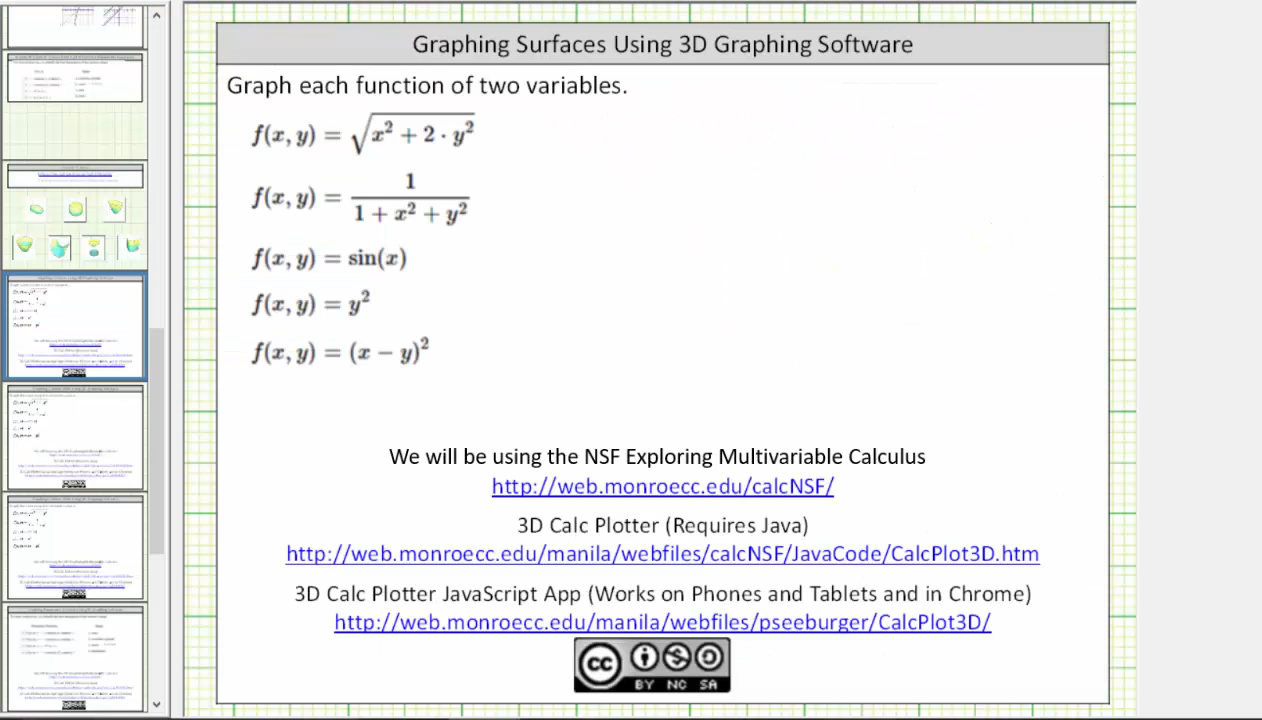 Graphing Surfaces Using 3D Graphing Software
Graph each function of two variables.
f(x, y) = √(x² + 2 · y²)
f(x, y) = 1 / (1 + x² + y²)
f(x, y) = sin(x)
f(x, y) = y²
f(x, y) = (x − y)²
We will be using the NSF Exploring Multivariable Calculus
http://web.monroecc.edu/calcNSF/
3D Calc Plotter (Requires Java)
http://web.monroecc.edu/manila/webfiles/calcNSF/JavaCode/CalcPlot3D.htm
3D Calc Plotter JavaScript App (Works on Phones and Tablets and in Chrome)
http://web.monroecc.edu/manila/webfiles/pseeburger/CalcPlot3D/
cc
BY NC SA